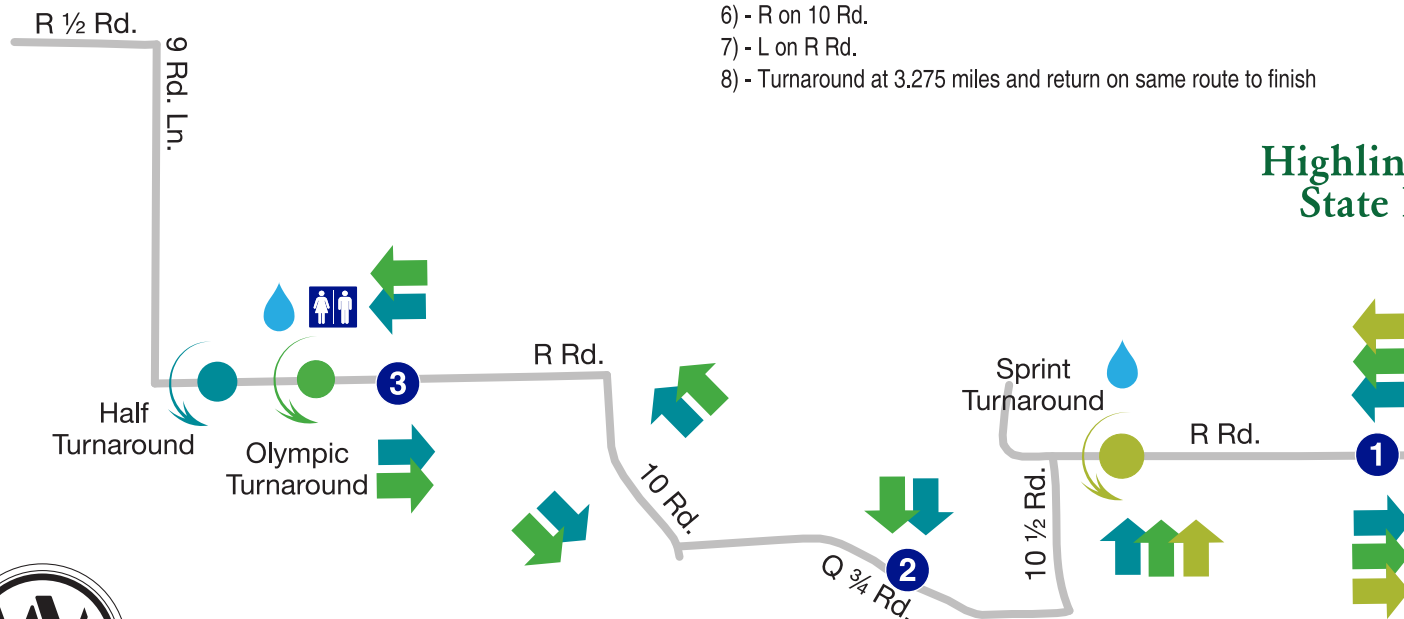 6) - R on 10 Rd.
7) - L on R Rd.
8) - Turnaround at 3.275 miles and return on same route to finish
R ½ Rd.
9 Rd. Ln.
State
R Rd.
3
Half
Turnaround
Olympic
Turnaround
10 Rd.
Sprint
Turnaround
R Rd.
1
10 ½ Rd.
2
Q ¾ Rd.